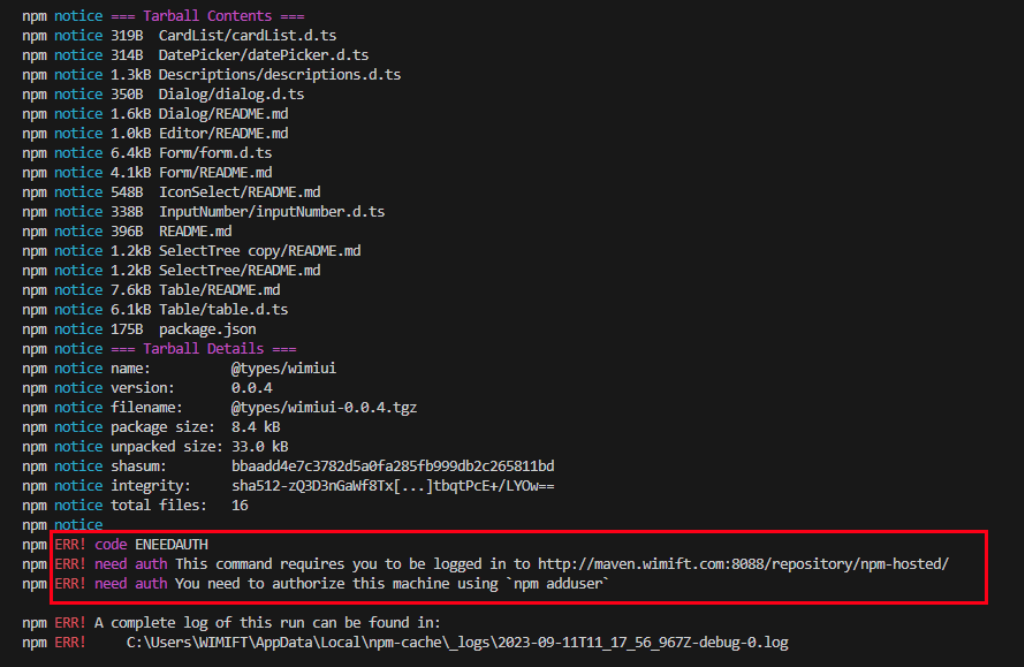 npm notice === Tarball Contents ===
npm notice 319B  CardList/cardList.d.ts
npm notice 314B  DatePicker/datePicker.d.ts
npm notice 1.3kB Descriptions/descriptions.d.ts
npm notice 350B  Dialog/dialog.d.ts
npm notice 1.6kB Dialog/README.md
npm notice 1.0kB Editor/README.md
npm notice 6.4kB Form/form.d.ts
npm notice 4.1kB Form/README.md
npm notice 548B  IconSelect/README.md
npm notice 338B  InputNumber/inputNumber.d.ts
npm notice 396B  README.md
npm notice 1.2kB SelectTree copy/README.md
npm notice 1.2kB SelectTree/README.md
npm notice 7.6kB Table/README.md
npm notice 6.1kB Table/table.d.ts
npm notice 175B  package.json
npm notice === Tarball Details ===
npm notice name:          @types/wimiui
npm notice version:       0.0.4
npm notice filename:      @types/wimiui-0.0.4.tgz
npm notice package size:  8.4 kB
npm notice unpacked size: 33.0 kB
npm notice shasum:        bbaadd4e7c3782d5a0fa285fb999db2c265811bd
npm notice integrity:     sha512-zQ3D3nGaWf8Tx[...]tbqtPcE+/LYOw==
npm notice total files:   16
npm notice
npm ERR! code ENEEDAUTH
npm ERR! need auth This command requires you to be logged in to http://maven.wimift.com:8088/repository/npm-hosted/
npm ERR! need auth You need to authorize this machine using `npm adduser`
npm ERR! A complete log of this run can be found in:
npm ERR!     C:\Users\WIMIFT\AppData\Local\npm-cache\_logs\2023-09-11T11_17_56_967Z-debug-0.log